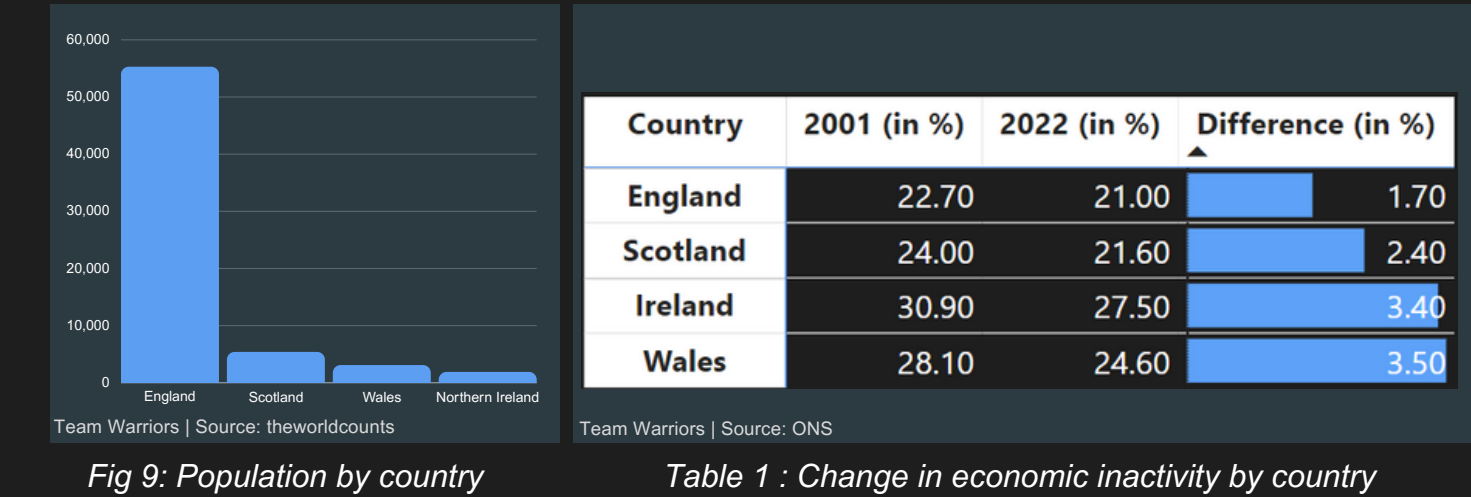 60,000
50,000
40,000
30,000
20,000
10,000
0
England Scotland Wales Northern Ireland
Team Warriors | Source: theworldcounts
Fig 9: Population by country
Country 2001 (in %) 2022 (in %) Difference (in %)
England 22.70 21.00 1.70
Scotland 24.00 21.60 2.40
Ireland 30.90 27.50 3.40
Wales 28.10 24.60 3.50
Team Warriors | Source: ONS
Table 1 : Change in economic inactivity by country